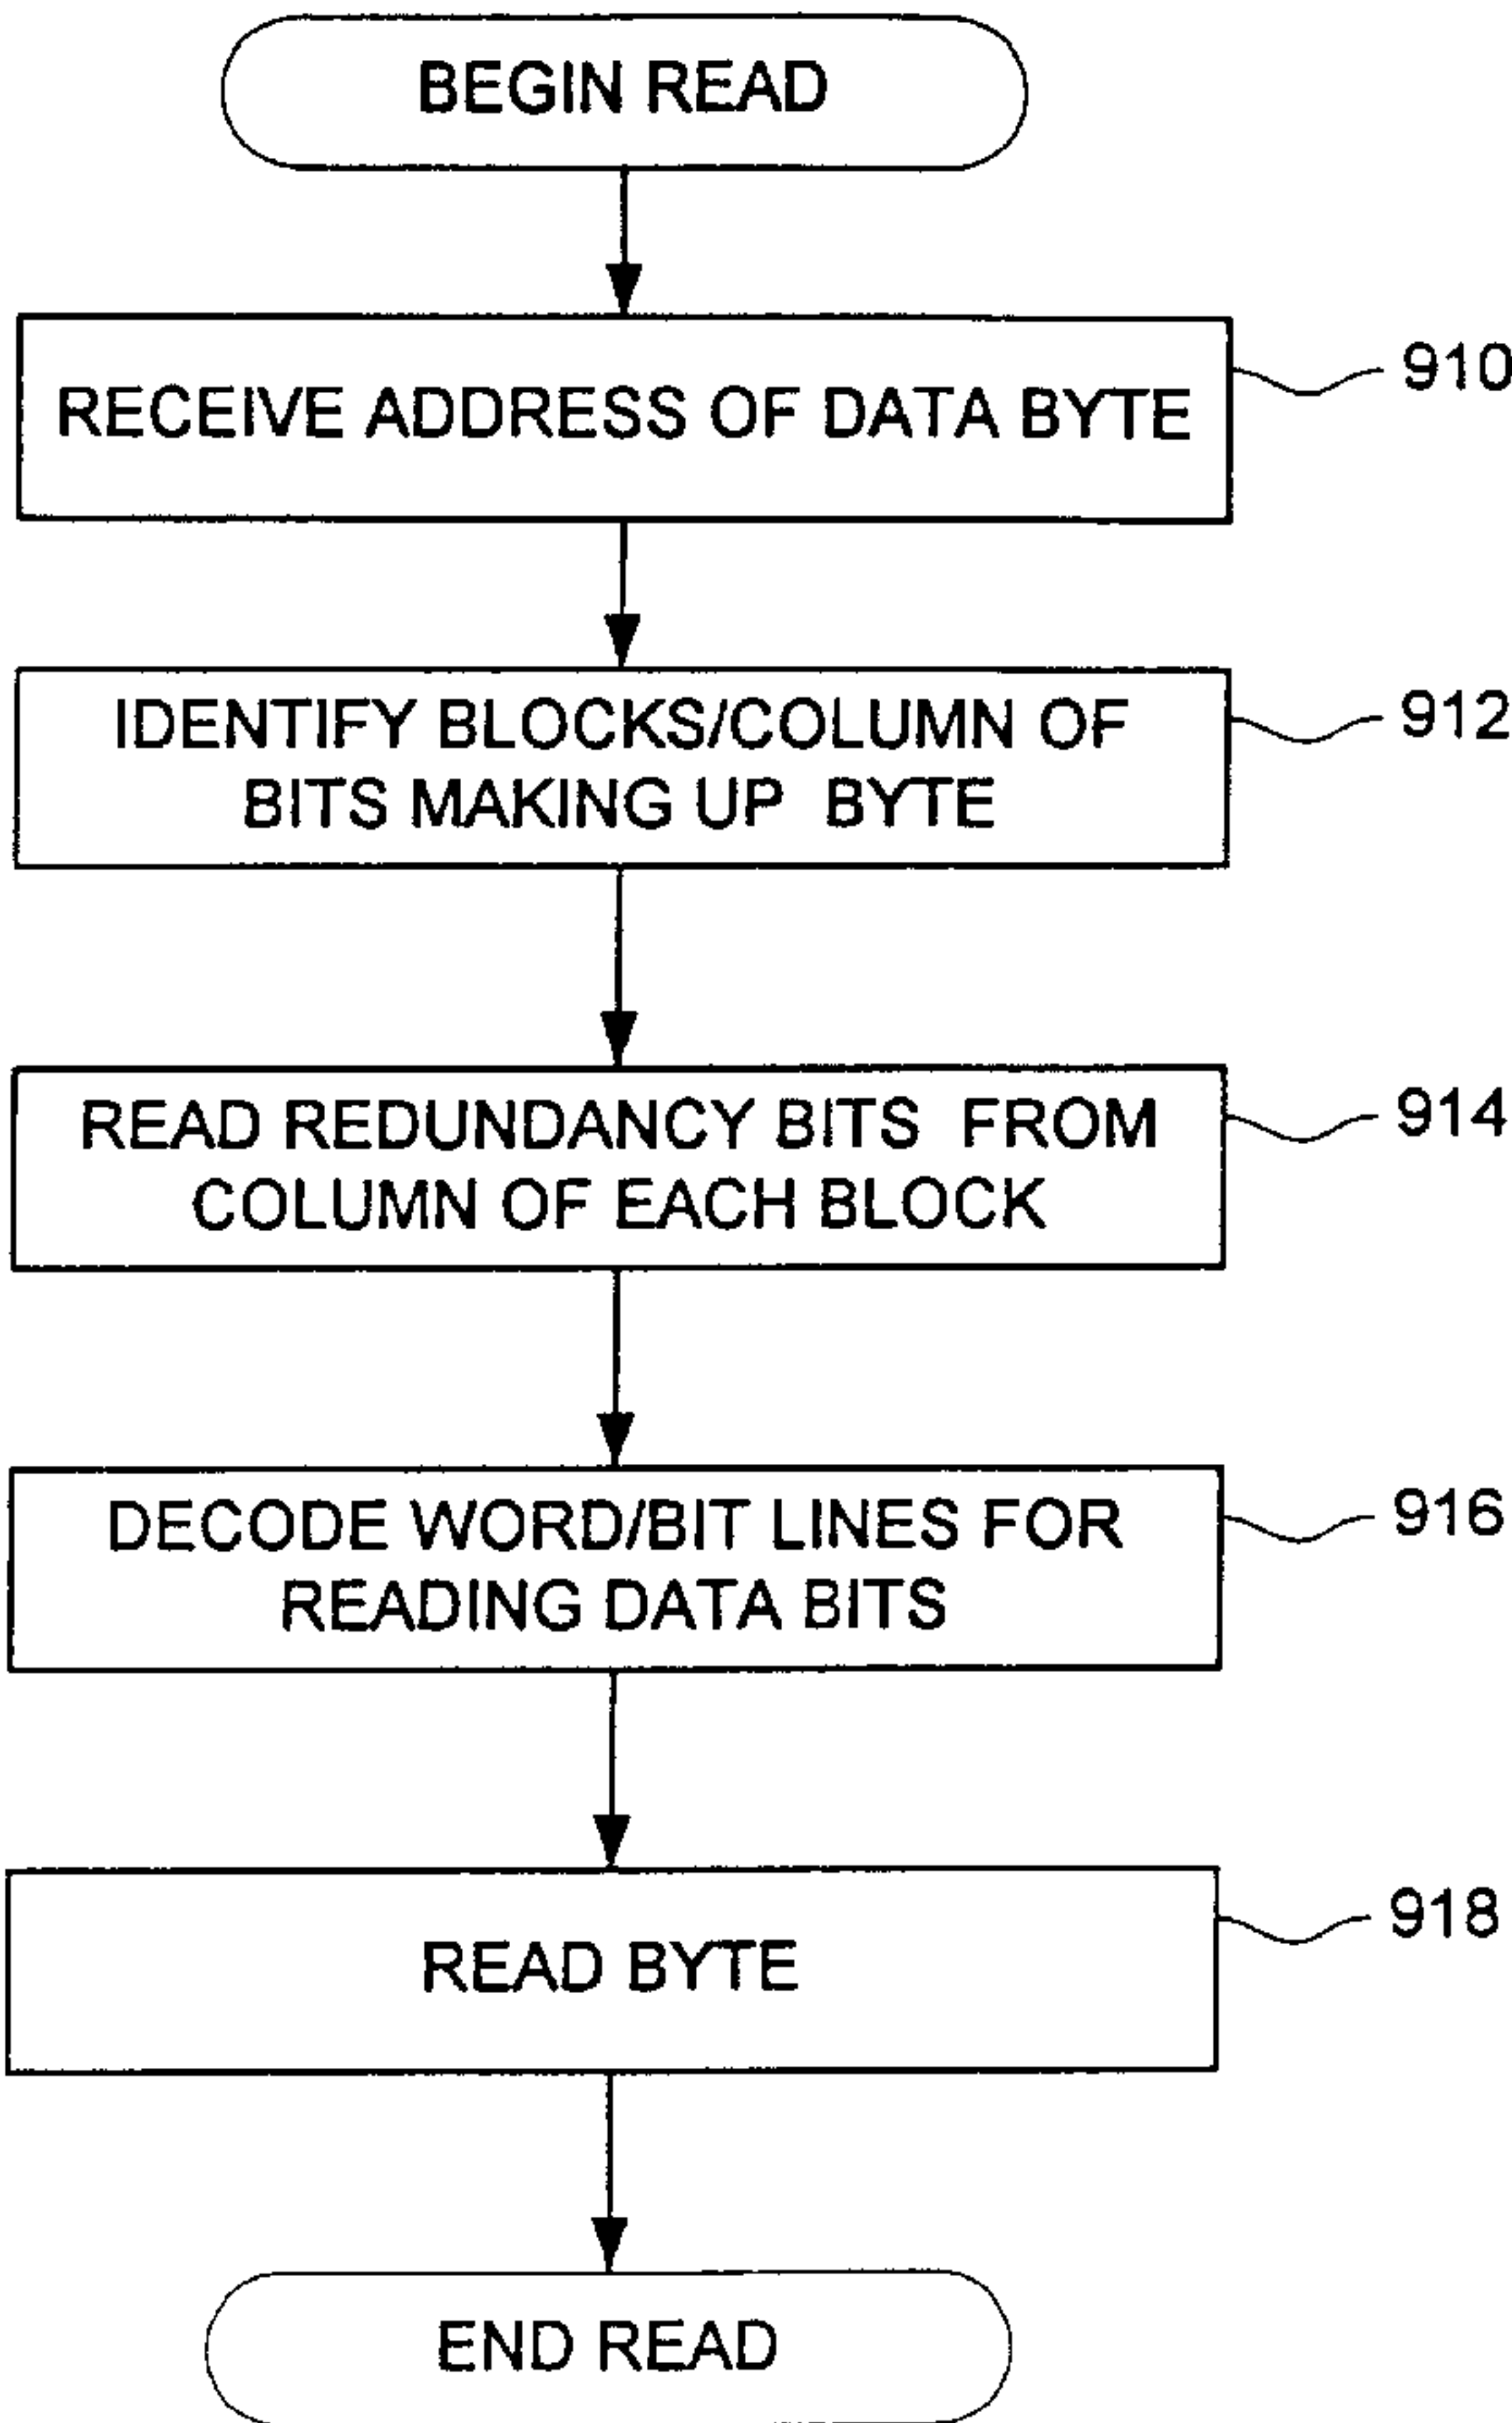 BEGIN READ
RECEIVE ADDRESS OF DATA BYTE
910
IDENTIFY BLOCKS/COLUMN OF
BITS MAKING UP BYTE
912
READ REDUNDANCY BITS FROM
COLUMN OF EACH BLOCK
914
DECODE WORD/BIT LINES FOR
READING DATA BITS
916
READ BYTE
918
END READ